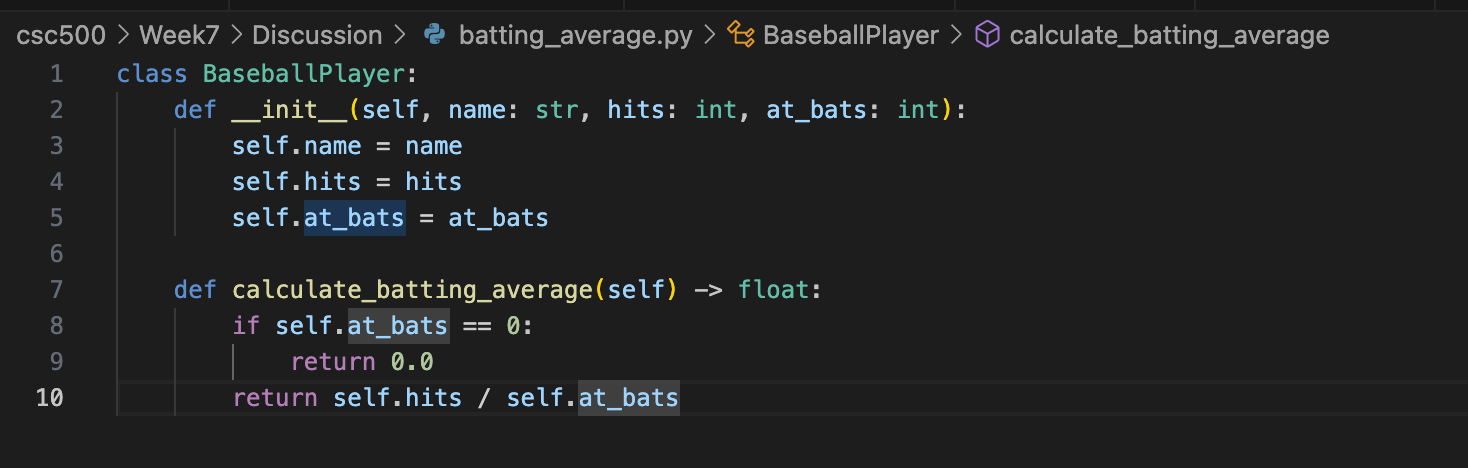 csc500 > Week7 > Discussion > batting_average.py > BaseballPlayer > calculate_batting_average
1 class BaseballPlayer:
2     def __init__(self, name: str, hits: int, at_bats: int):
3         self.name = name
4         self.hits = hits
5         self.at_bats = at_bats
6
7     def calculate_batting_average(self) -> float:
8         if self.at_bats == 0:
9             return 0.0
10         return self.hits / self.at_bats